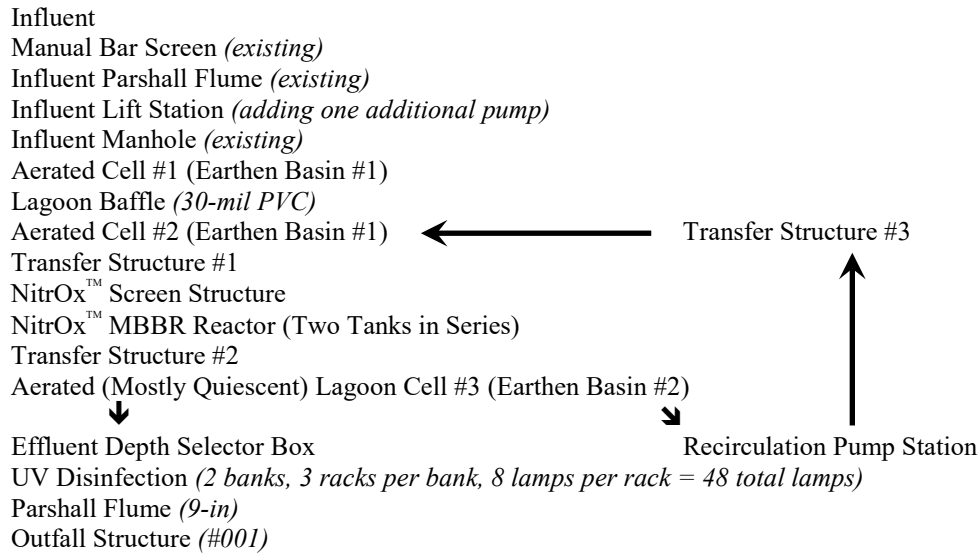 Influent
Manual Bar Screen (existing)
Influent Parshall Flume (existing)
Influent Lift Station (adding one additional pump)
Influent Manhole (existing)
Aerated Cell #1 (Earthen Basin #1)
Lagoon Baffle (30-mil PVC)
Aerated Cell #2 (Earthen Basin #1) Transfer Structure #3
Transfer Structure #1
NitrOx™ Screen Structure
NitrOx™ MBBR Reactor (Two Tanks in Series)
Transfer Structure #2
Aerated (Mostly Quiescent) Lagoon Cell #3 (Earthen Basin #2)
Effluent Depth Selector Box Recirculation Pump Station
UV Disinfection (2 banks, 3 racks per bank, 8 lamps per rack = 48 total lamps)
Parshall Flume (9-in)
Outfall Structure (#001)